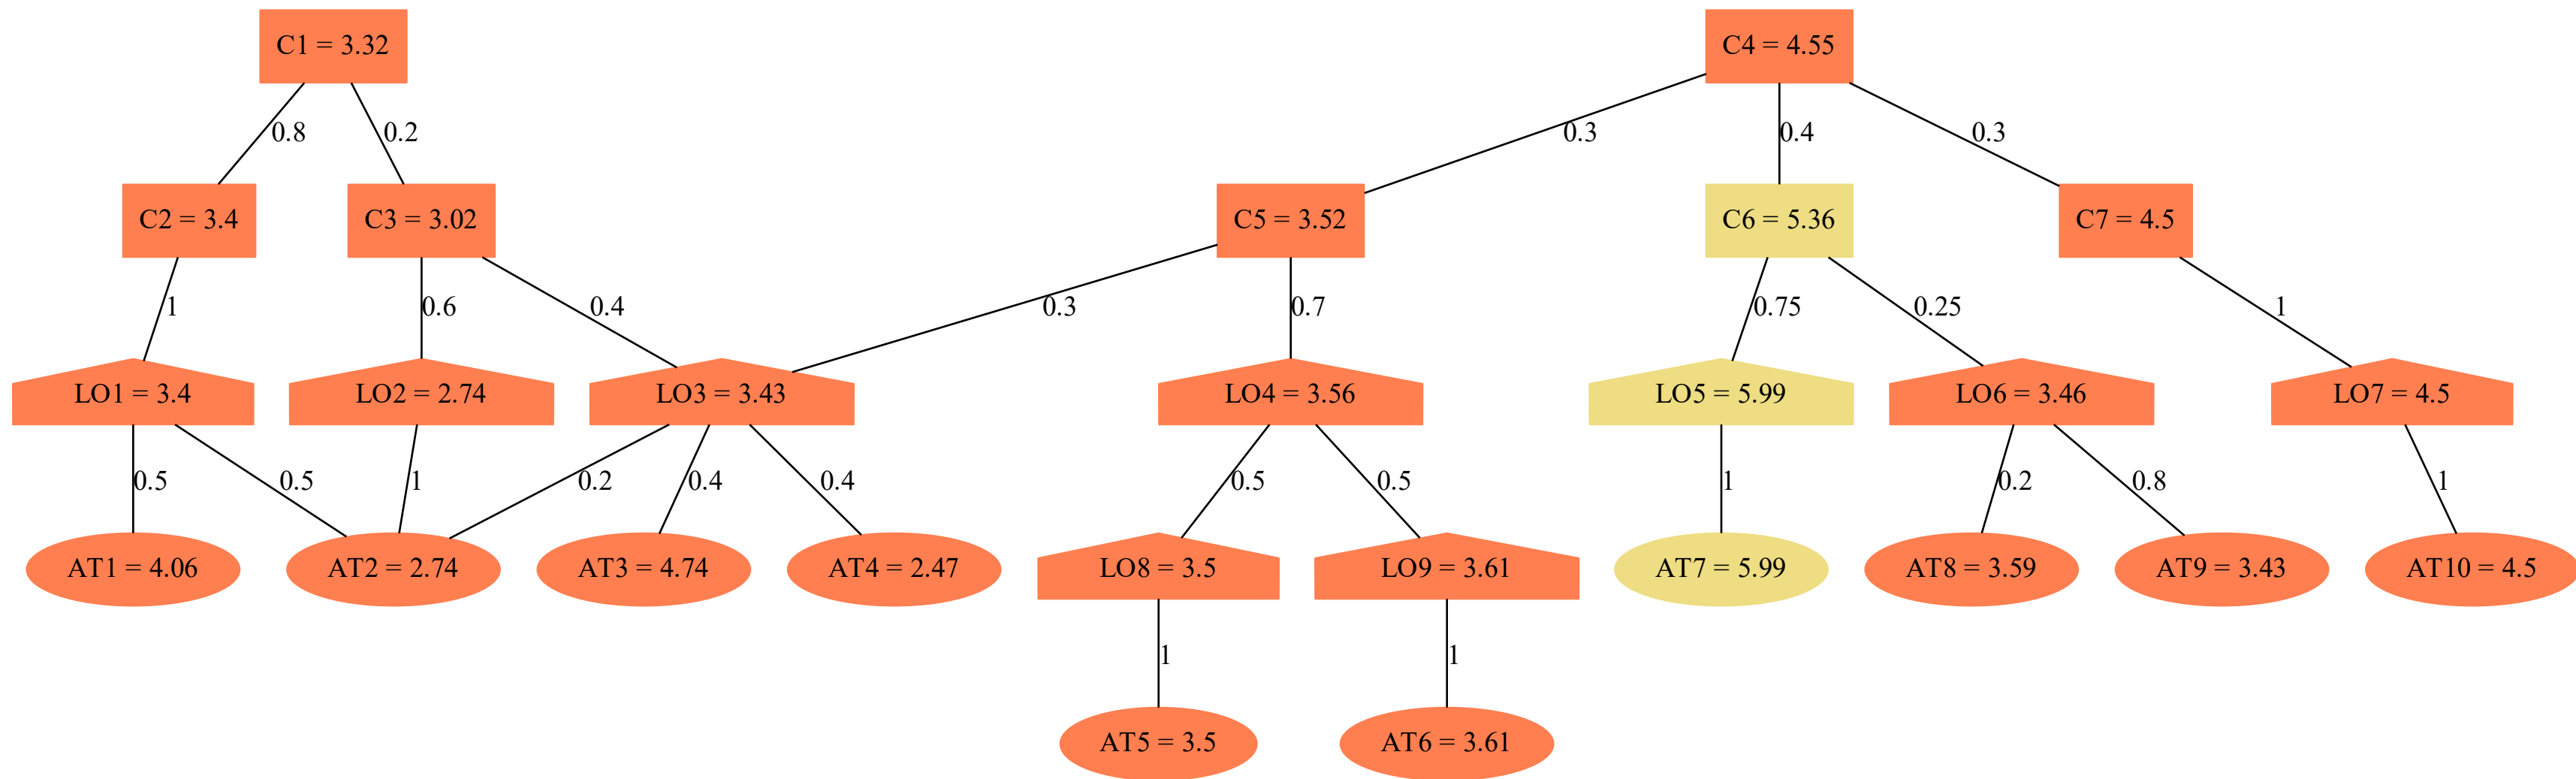 C1 = 3.32
C4 = 4.55
0.8
0.2
0.3
0.4
0.3
C2 = 3.4
C3 = 3.02
C5 = 3.52
C6 = 5.36
C7 = 4.5
1
0.6
0.4
0.3
0.7
0.75
0.25
1
LO1 = 3.4
LO2 = 2.74
LO3 = 3.43
LO4 = 3.56
LO5 = 5.99
LO6 = 3.46
LO7 = 4.5
0.5
0.5
1
0.2
0.4
0.4
0.5
0.5
1
0.2
0.8
1
AT1 = 4.06
AT2 = 2.74
AT3 = 4.74
AT4 = 2.47
LO8 = 3.5
LO9 = 3.61
AT7 = 5.99
AT8 = 3.59
AT9 = 3.43
AT10 = 4.5
1
1
AT5 = 3.5
AT6 = 3.61